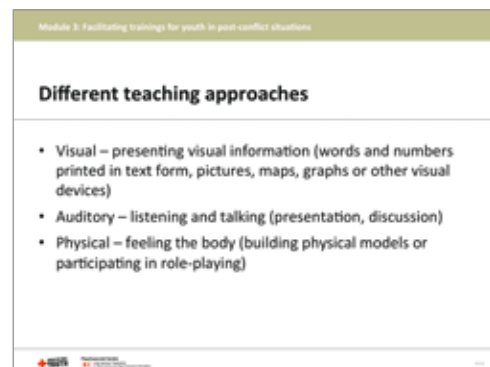 Module 3: Facilitating trainings for youth in post-conflict situations
Different teaching approaches
• Visual – presenting visual information (words and numbers
printed in text form, pictures, maps, graphs or other visual
devices)
• Auditory – listening and talking (presentation, discussion)
• Physical – feeling the body (building physical models or
participating in role-playing)